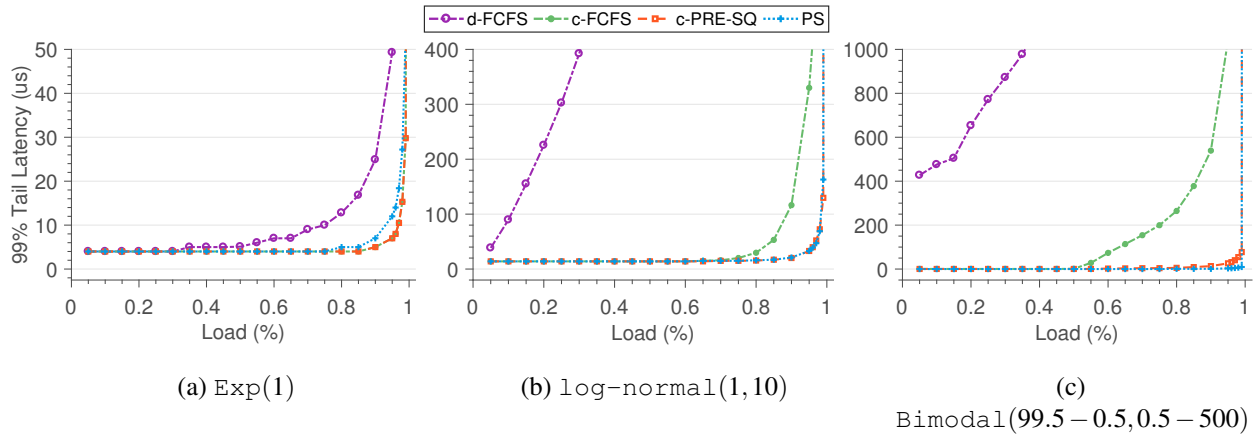 d-FCFS c-FCFS c-PRE-SQ PS
99% Tail Latency (us)
50
40
30
20
10
0
0 0.2 0.4 0.6 0.8 1
Load (%)
400
300
200
100
0
0 0.2 0.4 0.6 0.8 1
Load (%)
1000
800
600
400
200
0
0 0.2 0.4 0.6 0.8 1
Load (%)
(a) Exp(1)
(b) log-normal(1,10)
(c)
Bimodal(99.5 − 0.5,0.5 − 500)